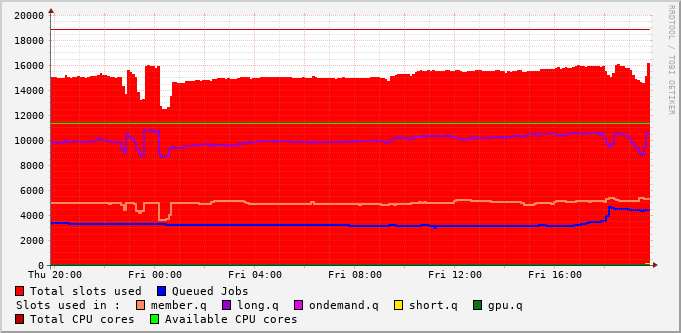 20000
18000
16000
14000
12000
10000
8000
6000
4000
2000
0
Thu 20:00 Fri 00:00 Fri 04:00 Fri 08:00 Fri 12:00 Fri 16:00
RRDTOOL / TOBI OETIKER
Total slots used Queued Jobs
Slots used in : member.q long.q ondemand.q short.q gpu.q
Total CPU cores Available CPU cores